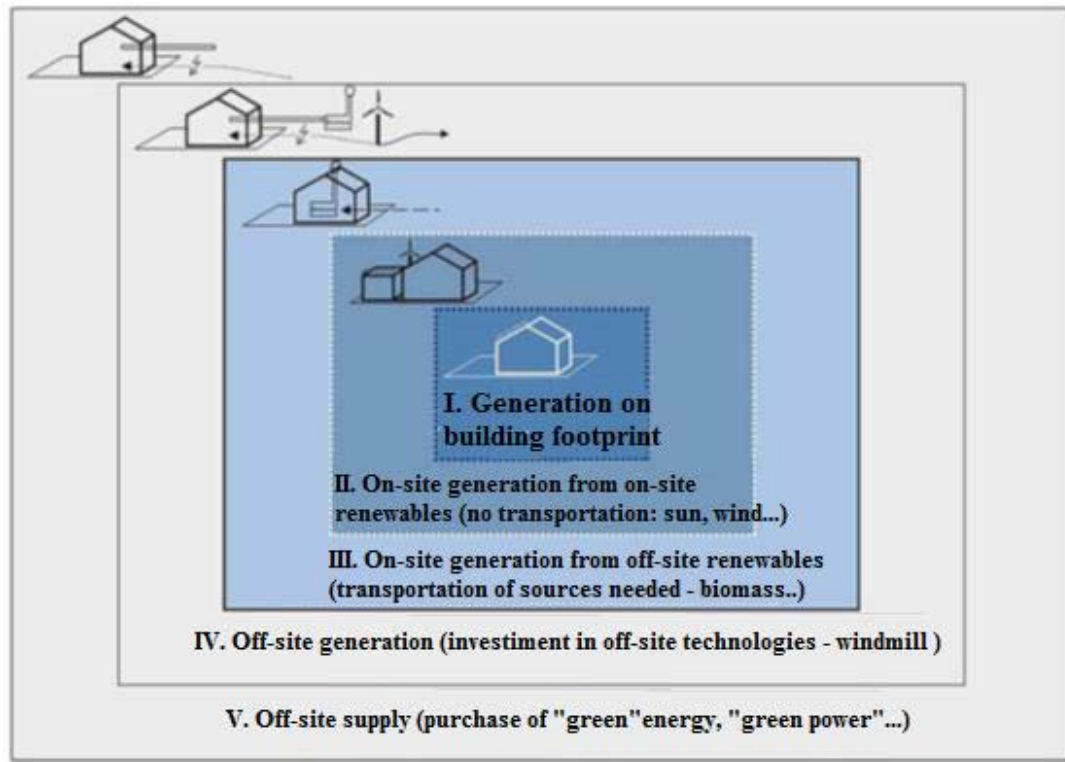 I. Generation on
building footprint
II. On-site generation from on-site
renewables (no transportation: sun, wind...)
III. On-site generation from off-site renewables
(transportation of sources needed - biomass..)
IV. Off-site generation (investiment in off-site technologies - windmill )
V. Off-site supply (purchase of "green"energy, "green power"...)